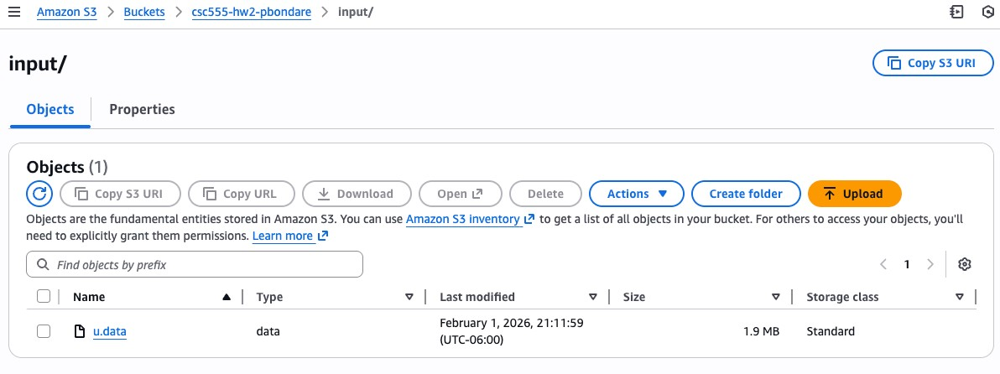 Amazon S3 > Buckets > csc555-hw2-pbondare > input/
input/
Copy S3 URI
Objects Properties
Objects (1)
Copy S3 URI Copy URL Download Open Delete Actions Create folder Upload
Objects are the fundamental entities stored in Amazon S3. You can use Amazon S3 inventory to get a list of all objects in your bucket. For others to access your objects, you'll
need to explicitly grant them permissions. Learn more
Find objects by prefix
1
Name Type Last modified Size Storage class
u.data data February 1, 2026, 21:11:59 1.9 MB Standard
(UTC-06:00)